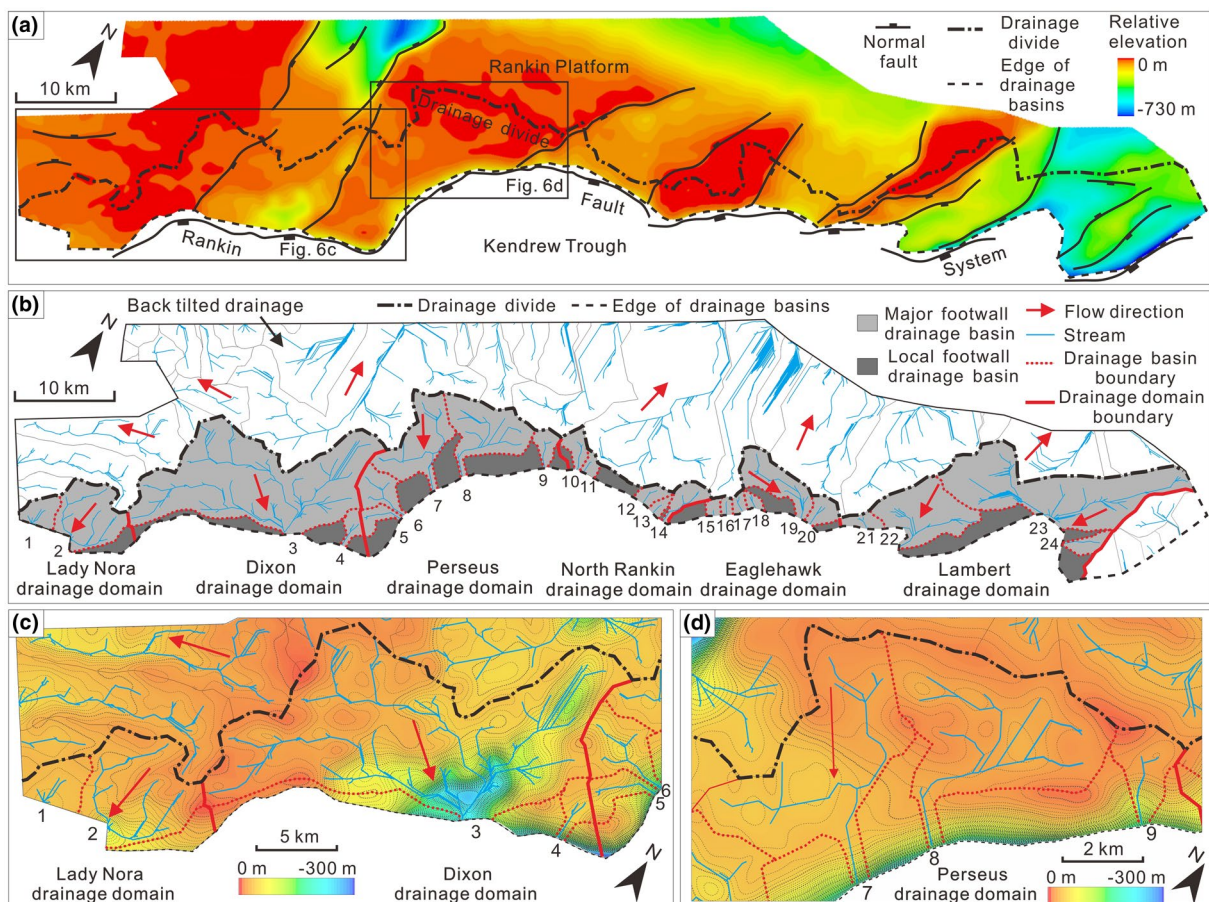 (a)
N
10 km
Rankin Platform
Drainage divide
Fig. 6d
Fig. 6c
Rankin
Fault
System
Kendrew Trough
Normal
fault
Drainage
divide
Edge of
drainage
basins
Relative
elevation
0 m
-730 m
(b)
Back tilted drainage
Drainage divide
Edge of drainage basins
N
10 km
Major footwall
drainage basin
Local footwall
drainage basin
Flow direction
Stream
Drainage basin
boundary
Drainage domain
boundary
1
2
3
4
5
6
7
8
9
10
11
12
13
14
15
16
17
18
19
20
21
22
23
24
Lady Nora
drainage domain
Dixon
drainage domain
Perseus
drainage domain
North Rankin
drainage domain
Eaglehawk
drainage domain
Lambert
drainage domain
(c)
1
2
3
4
5
6
5 km
0 m
-300 m
Lady Nora
drainage domain
Dixon
drainage domain
N
(d)
7
8
9
2 km
Perseus
drainage domain
0 m
-300 m
N